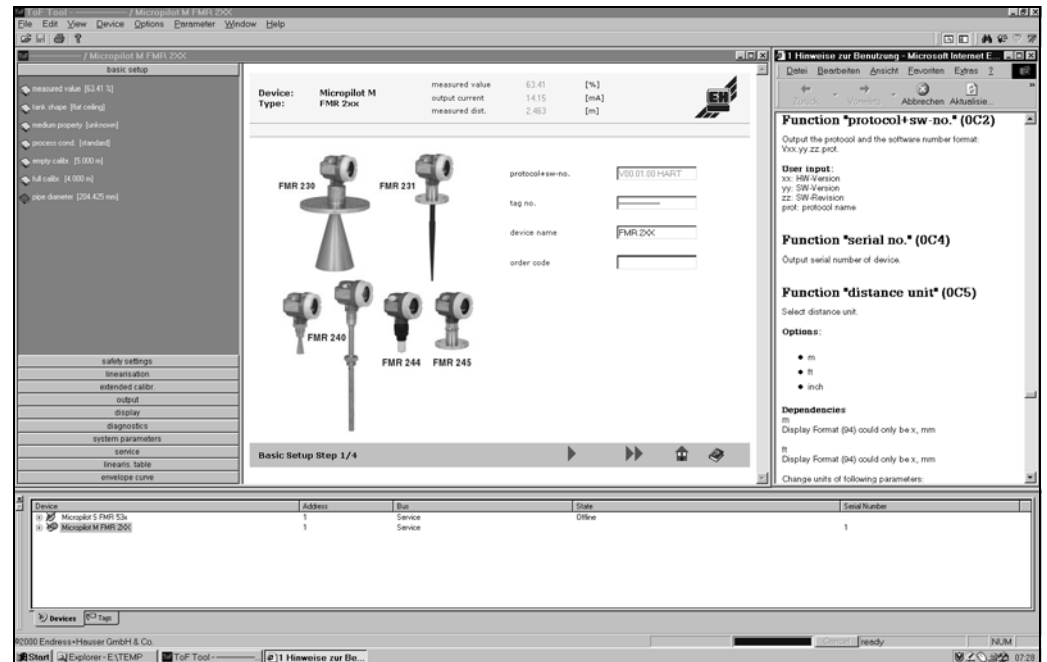 ToF Tool - / Micropilot M FMR 2XX
File Edit View Device Options Parameter Window Help
/ Micropilot M FMR 2XX
basic setup
measured value [63.41 %]
tank shape [flat ceiling]
medium property [unknown]
process cond. [standard]
empty calibr. [5.000 m]
full calibr. [4.000 m]
pipe diameter [204.425 mm]
safety settings
linearisation
extended calibr.
output
display
diagnostics
system parameters
service
linearis. table
envelope curve
Device: Micropilot M
Type: FMR 2xx
measured value 63.41 [%]
output current 14.15 [mA]
measured dist. 2.463 [m]
EH
FMR 230
FMR 231
FMR 240
FMR 244
FMR 245
protocol+sw-no. V00.01.00 HART
tag no.
device name FMR 2XX
order code
Basic Setup Step 1/4
1 Hinweise zur Benutzung - Microsoft Internet E...
Datei Bearbeiten Ansicht Favoriten Extras ?
Zurück Vorwärts Abbrechen Aktualisie...
Function "protocol+sw-no." (0C2)
Output the protocol and the software number format:
Vxx.yy.zz.prot.
User input:
xx: HW-Version
yy: SW-Version
zz: SW-Revision
prot: protocol name
Function "serial no." (0C4)
Output serial number of device.
Function "distance unit" (0C5)
Select distance unit.
Options:
m
ft
inch
Dependencies
m
Display Format (94) could only be x, mm
ft
Display Format (94) could only be x, mm
Change units of following parameters:
Device Address Bus State Serial Number
Micropilot S FMR 53x 1 Service Offline
Micropilot M FMR 2XX 1 Service 1
Devices Tags
©2000 Endress+Hauser GmbH & Co.
Cancel ready NUM
Start Explorer - E:\TEMP ToF Tool - 1 Hinweise zur Be... 07:28